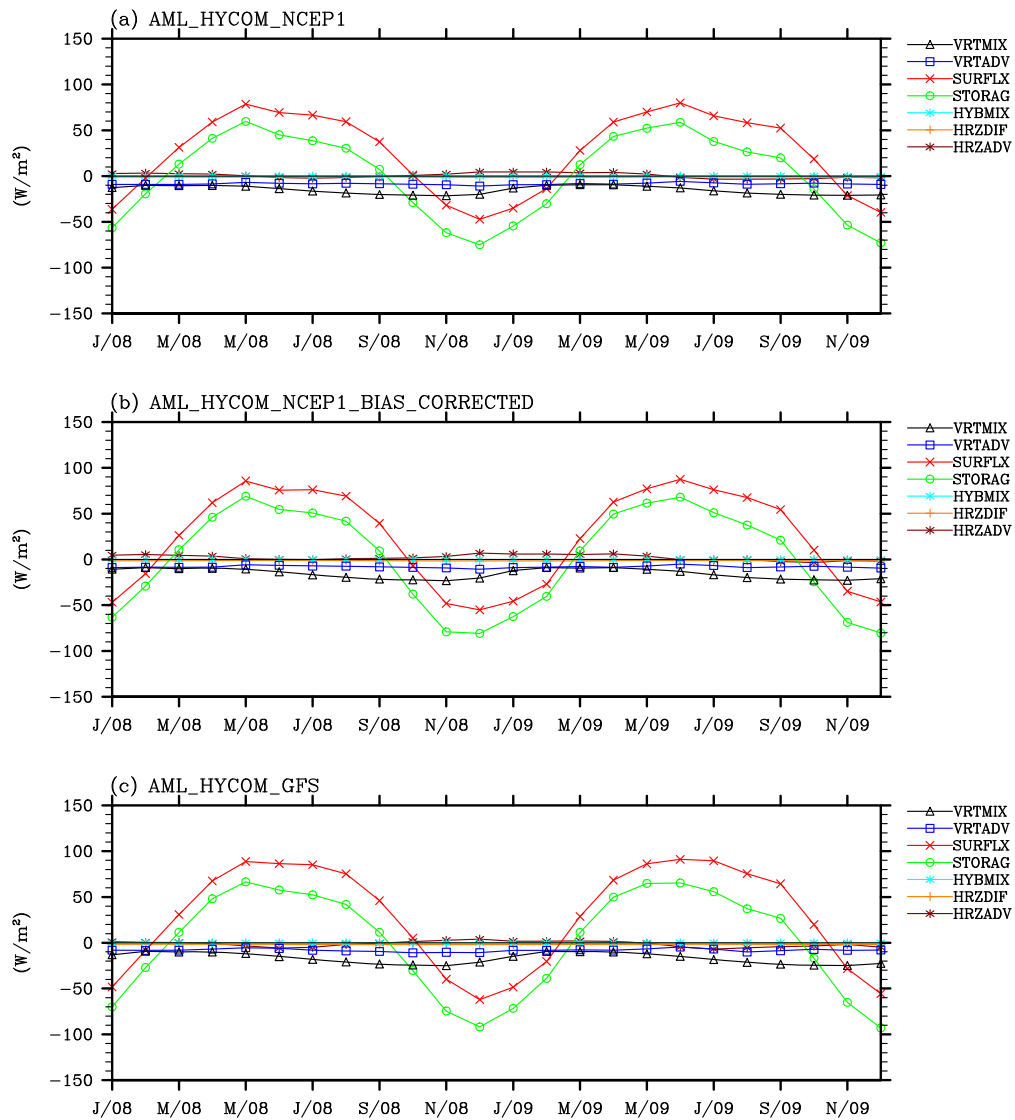 (a) AML_HYCOM_NCEP1
150
100
50
0
−50
−100
−150
(W/m²)
J/08 M/08 M/08 J/08 S/08 N/08 J/09 M/09 M/09 J/09 S/09 N/09
VRTMIX
VRTADV
SURFLX
STORAG
HYBMIX
HRZDIF
HRZADV
(b) AML_HYCOM_NCEP1_BIAS_CORRECTED
150
100
50
0
−50
−100
−150
(W/m²)
J/08 M/08 M/08 J/08 S/08 N/08 J/09 M/09 M/09 J/09 S/09 N/09
VRTMIX
VRTADV
SURFLX
STORAG
HYBMIX
HRZDIF
HRZADV
(c) AML_HYCOM_GFS
150
100
50
0
−50
−100
−150
(W/m²)
J/08 M/08 M/08 J/08 S/08 N/08 J/09 M/09 M/09 J/09 S/09 N/09
VRTMIX
VRTADV
SURFLX
STORAG
HYBMIX
HRZDIF
HRZADV